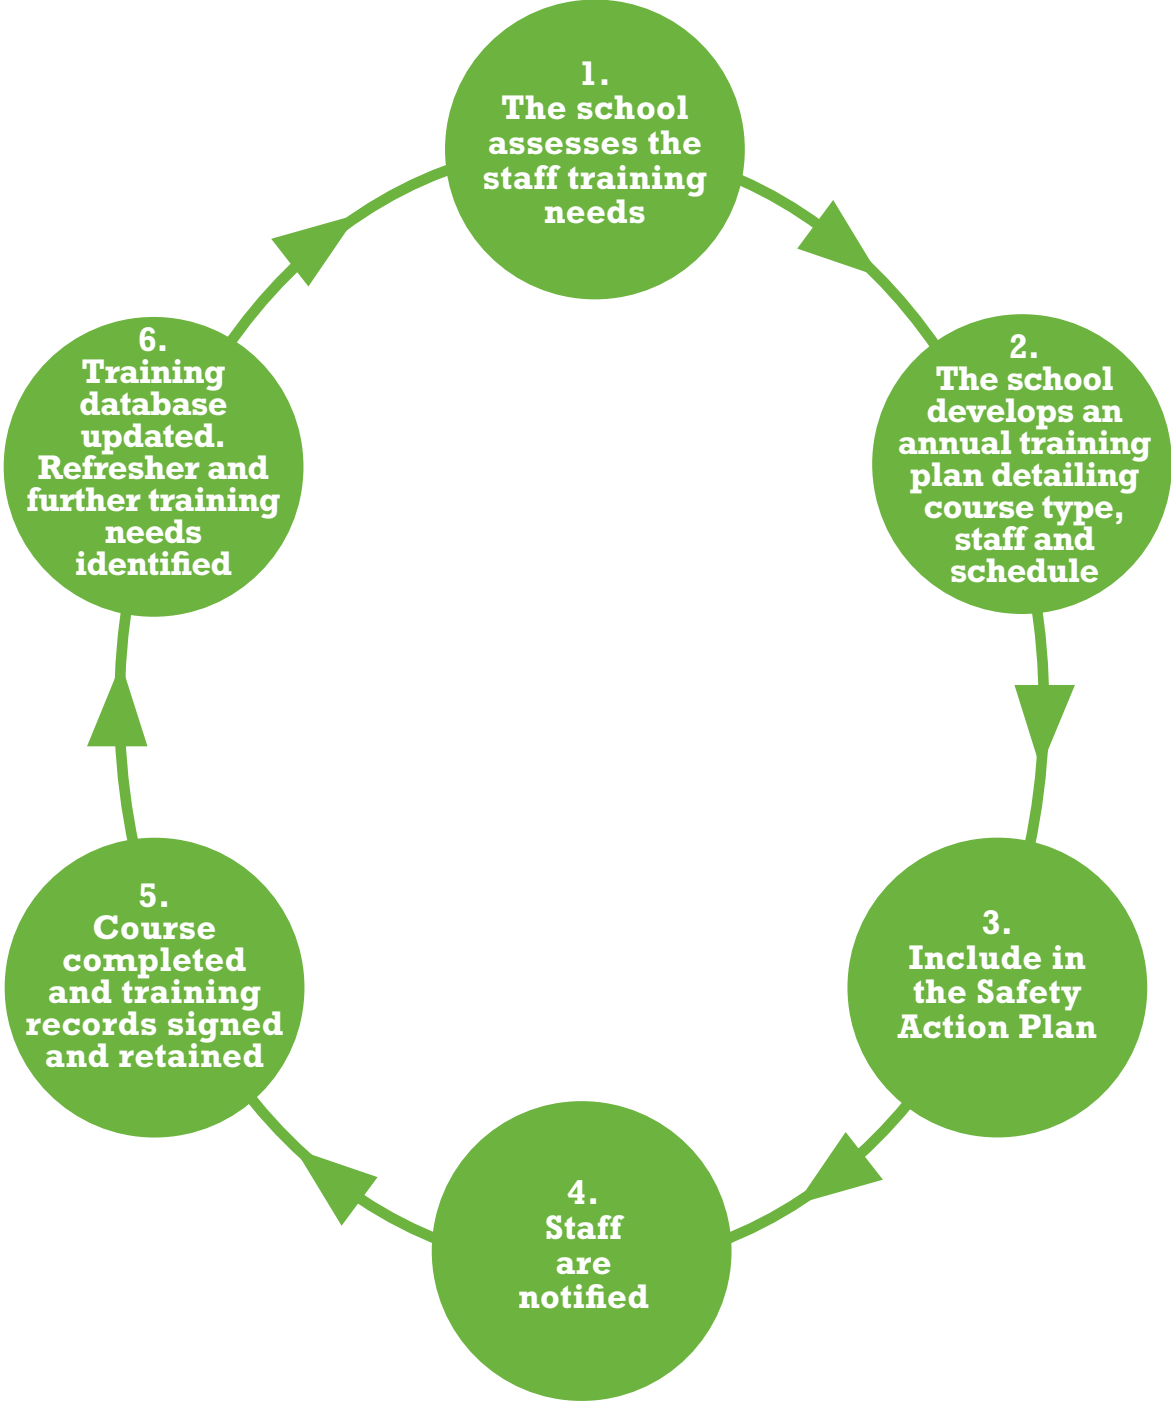 1.
The school
assesses the
staff training
needs
2.
The school
develops an
annual training
plan detailing
course type,
staff and
schedule
3.
Include in
the Safety
Action Plan
4.
Staff
are
notified
5.
Course
completed
and training
records signed
and retained
6.
Training
database
updated.
Refresher and
further training
needs
identified